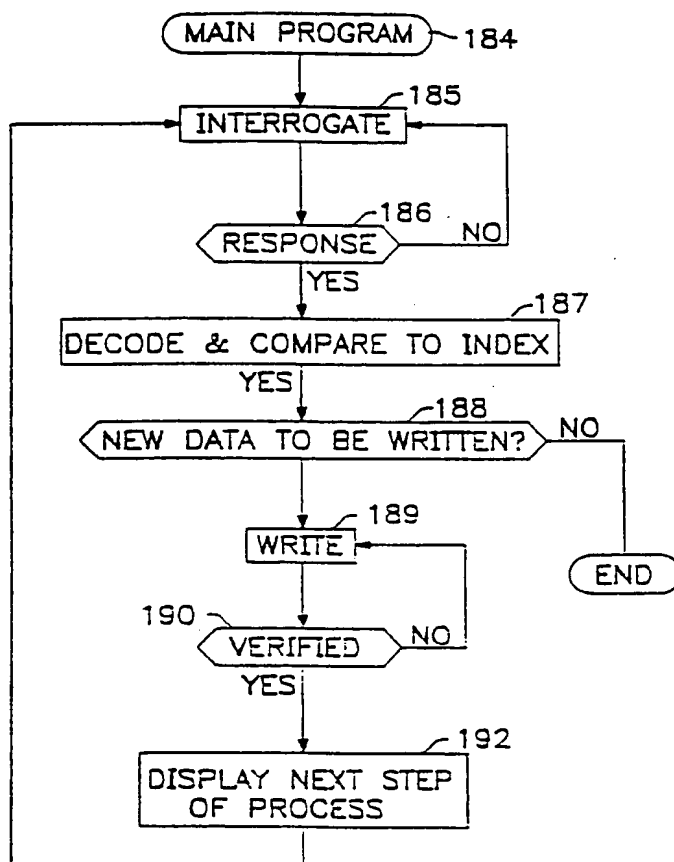 MAIN PROGRAM
184
185
INTERROGATE
186
RESPONSE
NO
YES
187
DECODE & COMPARE TO INDEX
YES
188
NEW DATA TO BE WRITTEN?
NO
189
WRITE
END
190
VERIFIED
NO
YES
192
DISPLAY NEXT STEP
OF PROCESS